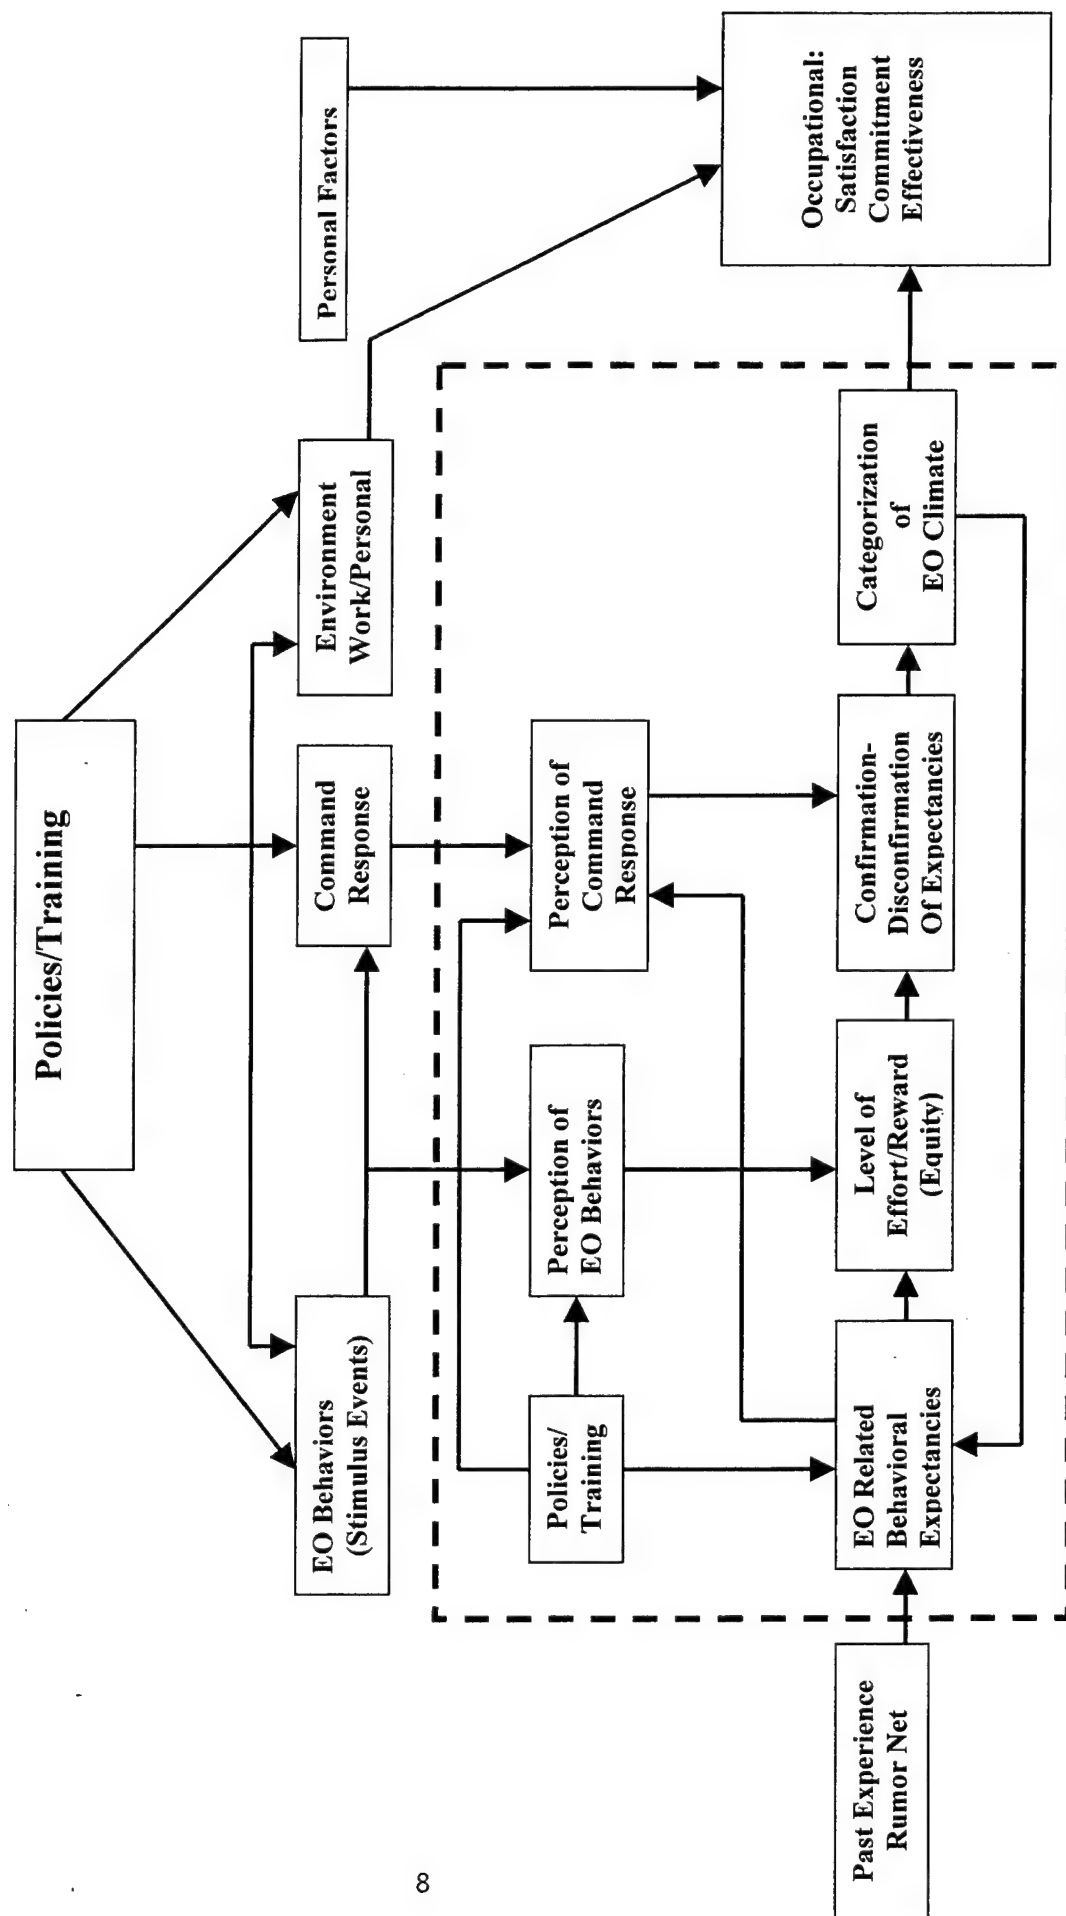 Policies/Training
EO Behaviors
(Stimulus Events)
Command
Response
Environment
Work/Personal
Personal Factors
Policies/
Training
Perception of
EO Behaviors
Perception of
Command
Response
Past Experience
Rumor Net
EO Related
Behavioral
Expectancies
Level of
Effort/Reward
(Equity)
Confirmation-
Disconfirmation
Of Expectancies
Categorization
of
EO Climate
Occupational:
Satisfaction
Commitment
Effectiveness
8